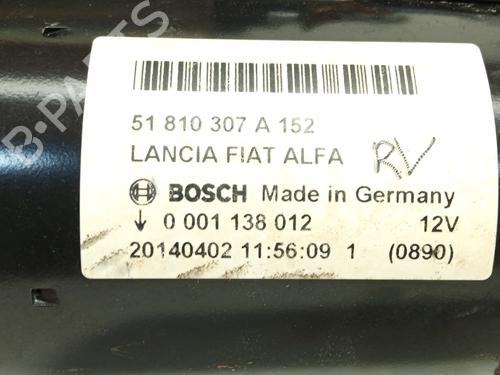 B-PARTS
51 810 307 A 152
LANCIA FIAT ALFA RV
BOSCH Made in Germany
0 001 138 012 12V
20140402 11:56:09 1 (0890)